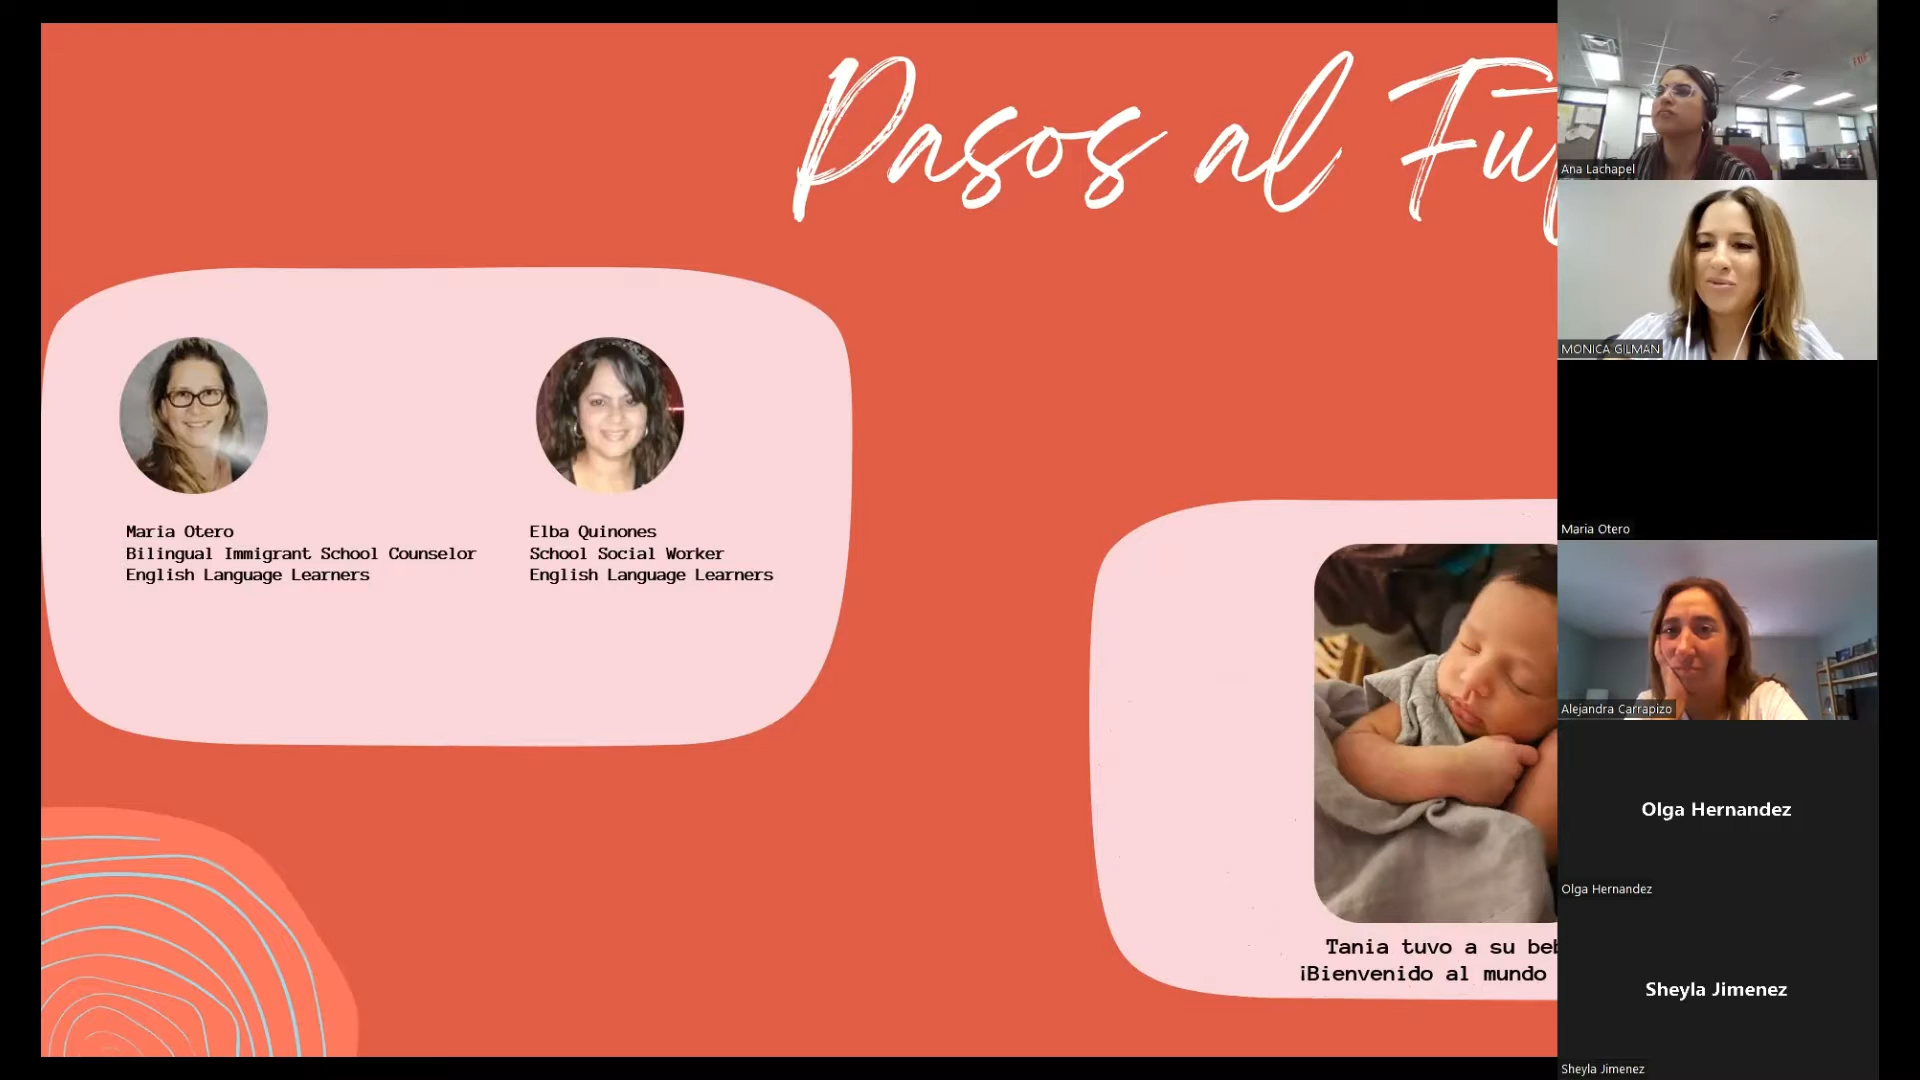 Pasos al Fu
Maria Otero
Bilingual Immigrant School Counselor
English Language Learners
Elba Quinones
School Social Worker
English Language Learners
Tania tuvo a su beb
¡Bienvenido al mundo
Ana Lachapel
MONICA GILMAN
Maria Otero
Alejandra Carrapizo
Olga Hernandez
Olga Hernandez
Sheyla Jimenez
Sheyla Jimenez